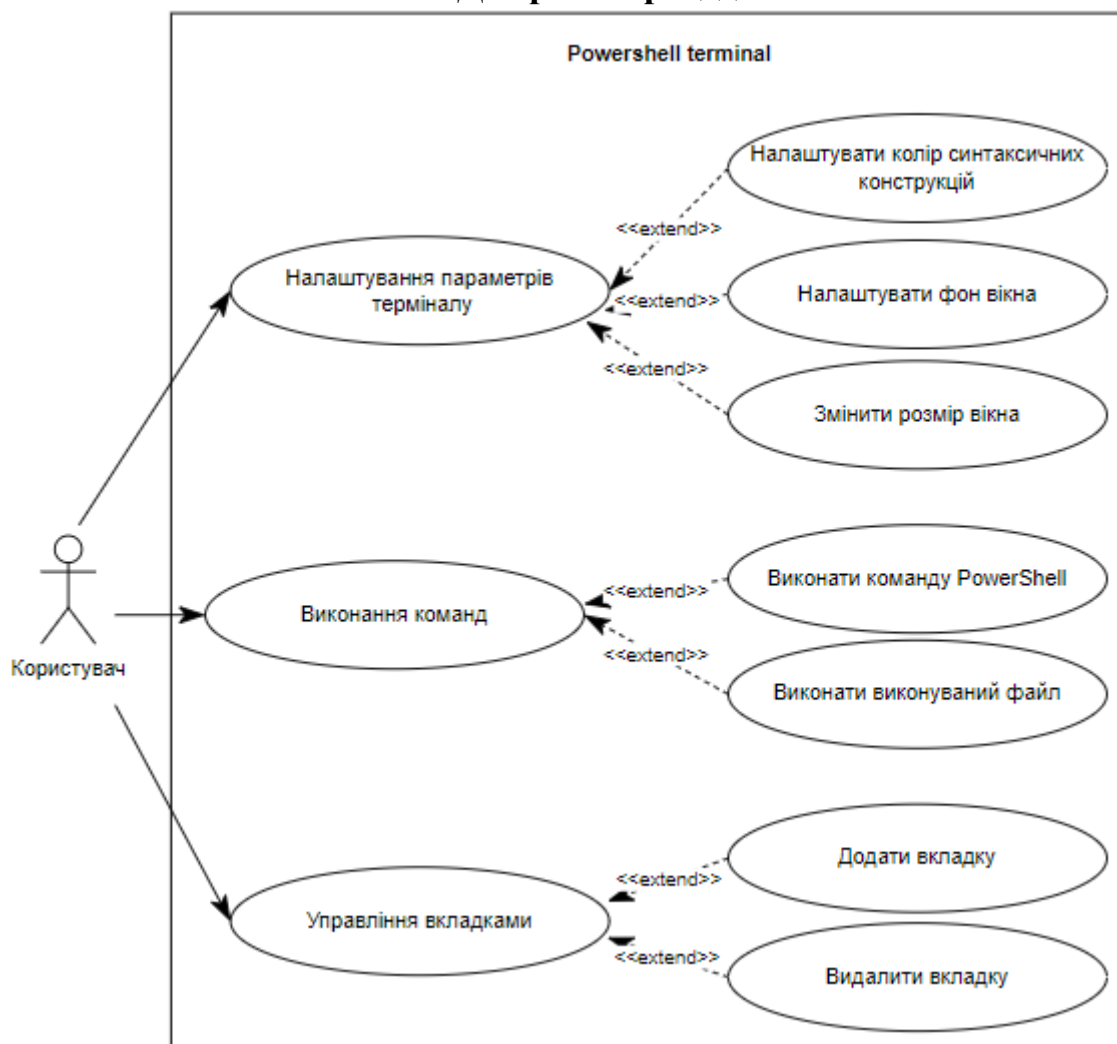 Powershell terminal
Налаштувати колір синтаксичних
конструкцій
<<extend>>
Налаштування параметрів
терміналу
<<extend>>
Налаштувати фон вікна
<<extend>>
Змінити розмір вікна
Виконати команду PowerShell
<<extend>>
Виконання команд
<<extend>>
Користувач
Виконати виконуваний файл
Додати вкладку
<<extend>>
Управління вкладками
<<extend>>
Видалити вкладку